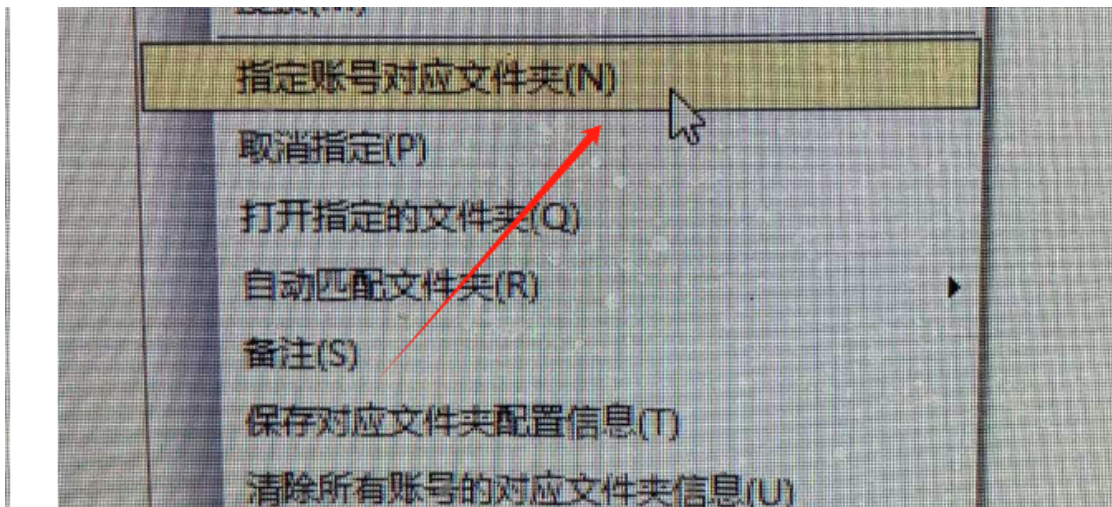 指定账号对应文件夹(N)
取消指定(P)
打开指定的文件夹(Q)
自动匹配文件夹(R)
备注(S)
保存对应文件夹配置信息(T)
清除所有账号的对应文件夹信息(U)